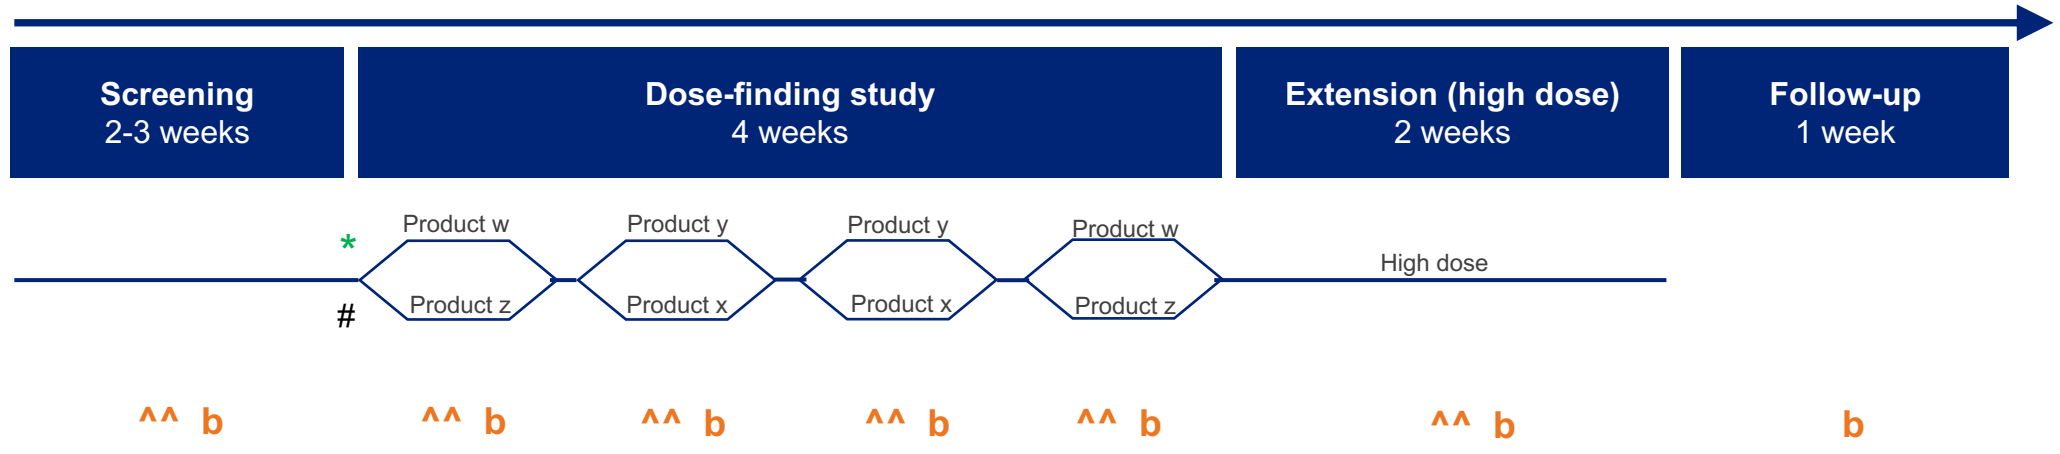 Screening
2-3 weeks
Dose-finding study
4 weeks
Extension (high dose)
2 weeks
Follow-up
1 week
*
#
Product w
Product z
Product y
Product x
Product y
Product x
Product w
Product z
High dose
^^ b
^^ b
^^ b
^^ b
^^ b
^^ b
b